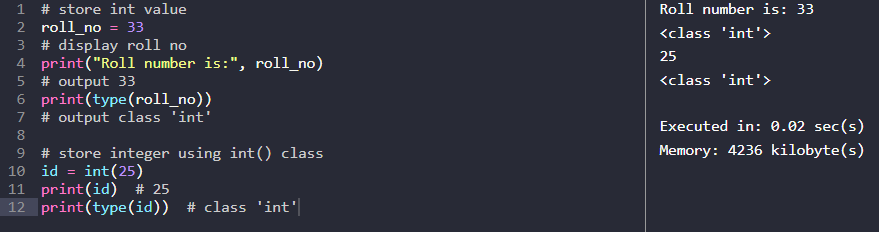 1 # store int value
2 roll_no = 33
3 # display roll no
4 print("Roll number is:", roll_no)
5 # output 33
6 print(type(roll_no))
7 # output class 'int'
8
9 # store integer using int() class
10 id = int(25)
11 print(id)  # 25
12 print(type(id))  # class 'int'
Roll number is: 33
<class 'int'>
25
<class 'int'>
Executed in: 0.02 sec(s)
Memory: 4236 kilobyte(s)